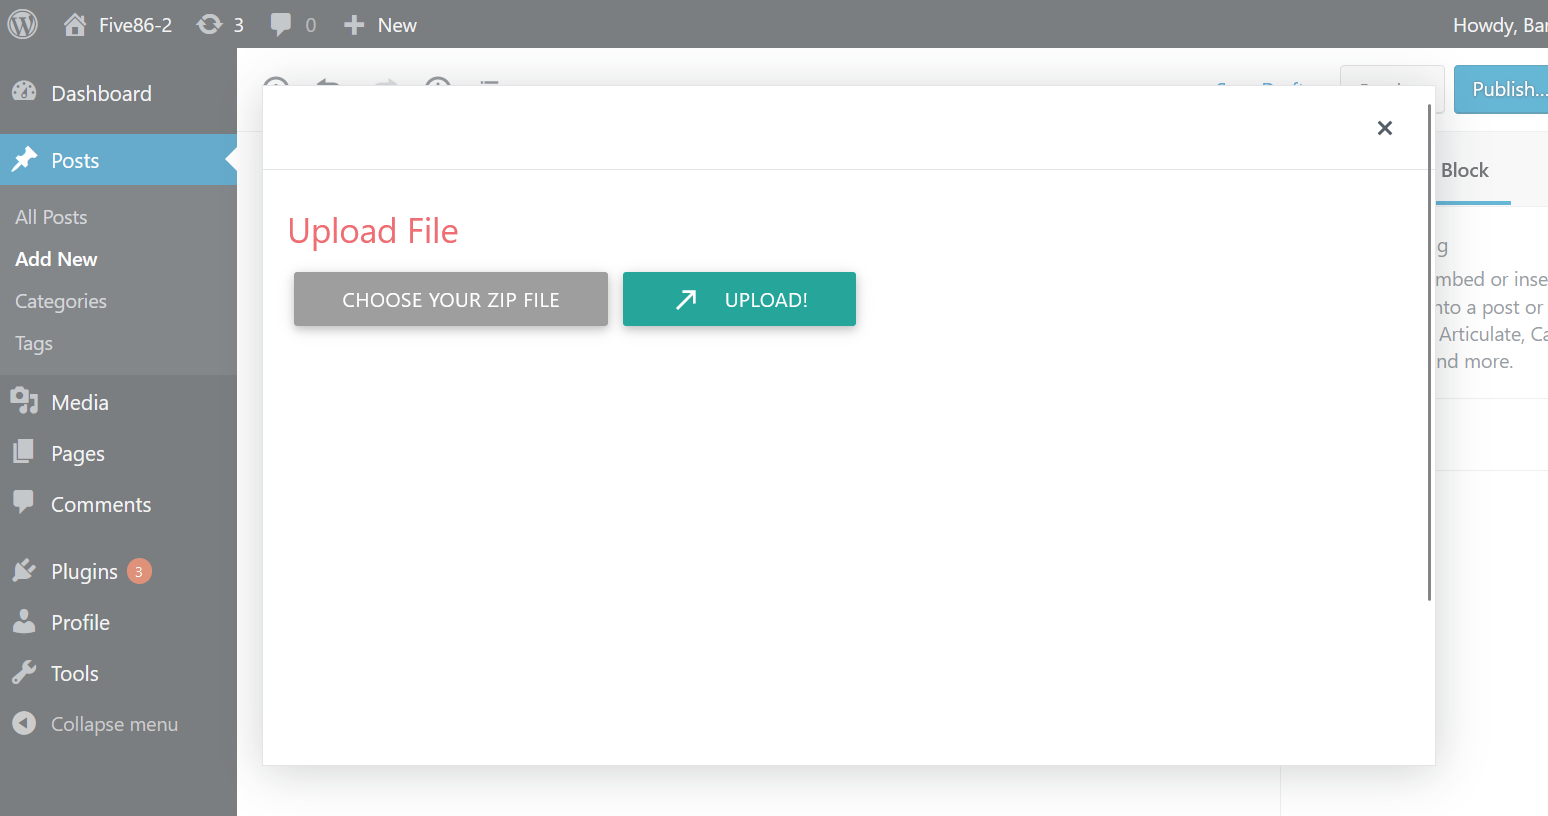 Five86-2 3 0 New Howdy, Bar
Dashboard
Posts
All Posts
Add New
Categories
Tags
Media
Pages
Comments
Plugins 3
Profile
Tools
Collapse menu
Publish...
Upload File
CHOOSE YOUR ZIP FILE UPLOAD!
Block
g
mbed or inse
nto a post or
Articulate, Ca
nd more.